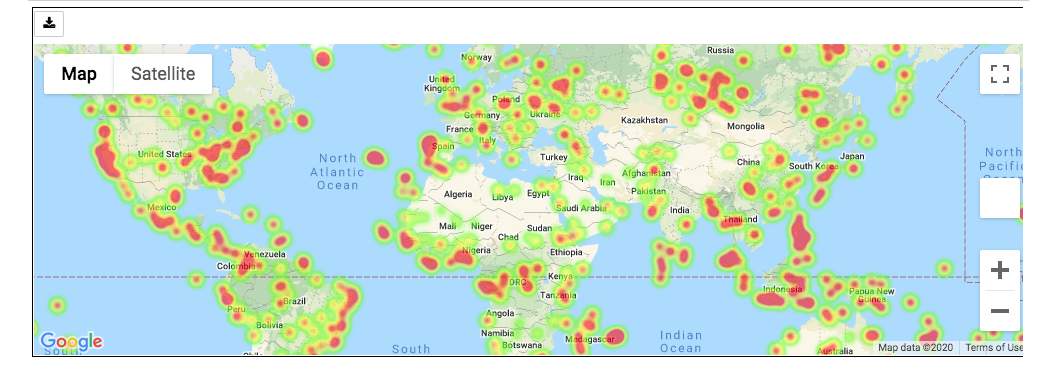 Map
Satellite
Russia
Norway
United
Kingdom
Poland
Germany
Ukraine
Kazakhstan
Mongolia
France
Italy
Spain
Turkey
United States
North
Atlantic
Ocean
China
South Korea
Japan
North
Pacific
Iraq
Iran
Afghanistan
Pakistan
Algeria
Libya
Egypt
Saudi Arabia
India
Thailand
Mexico
Mali
Niger
Chad
Sudan
Nigeria
Ethiopia
Venezuela
Colombia
DRC
Kenya
Tanzania
Indonesia
Papua New
Guinea
Peru
Brazil
Bolivia
Angola
Namibia
Botswana
Madagascar
Indian
Ocean
South
Australia
Google
Map data ©2020
Terms of Use